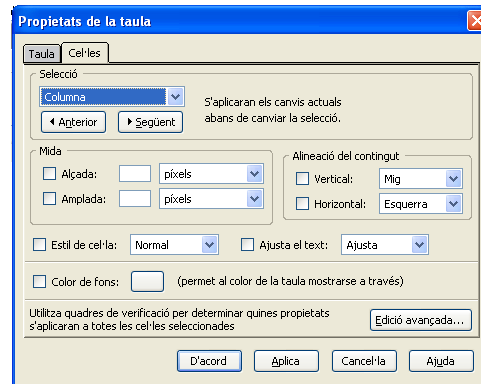 Propietats de la taula
Taula Cel·les
Selecció
Columna
Anterior Següent
S'aplicaran els canvis actuals
abans de canviar la selecció.
Mida
Alçada: píxels
Amplada: píxels
Alineació del contingut
Vertical: Mig
Horizontal: Esquerra
Estil de cel·la: Normal Ajusta el text: Ajusta
Color de fons: (permet al color de la taula mostrarse a través)
Utilitza quadres de verificació per determinar quines propietats
s'aplicaran a totes les cel·les seleccionades
Edició avançada...
D'acord Aplica Cancel·la Ajuda